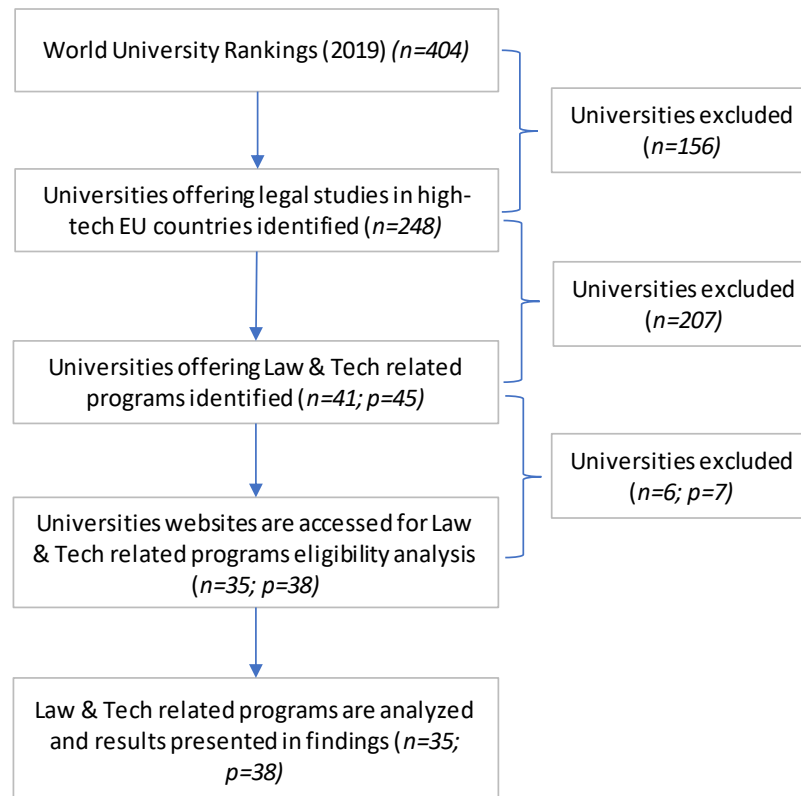 World University Rankings (2019) (n=404)
Universities excluded
(n=156)
Universities offering legal studies in high-
tech EU countries identified (n=248)
Universities excluded
(n=207)
Universities offering Law & Tech related
programs identified (n=41; p=45)
Universities excluded
(n=6; p=7)
Universities websites are accessed for Law
& Tech related programs eligibility analysis
(n=35; p=38)
Law & Tech related programs are analyzed
and results presented in findings (n=35;
p=38)